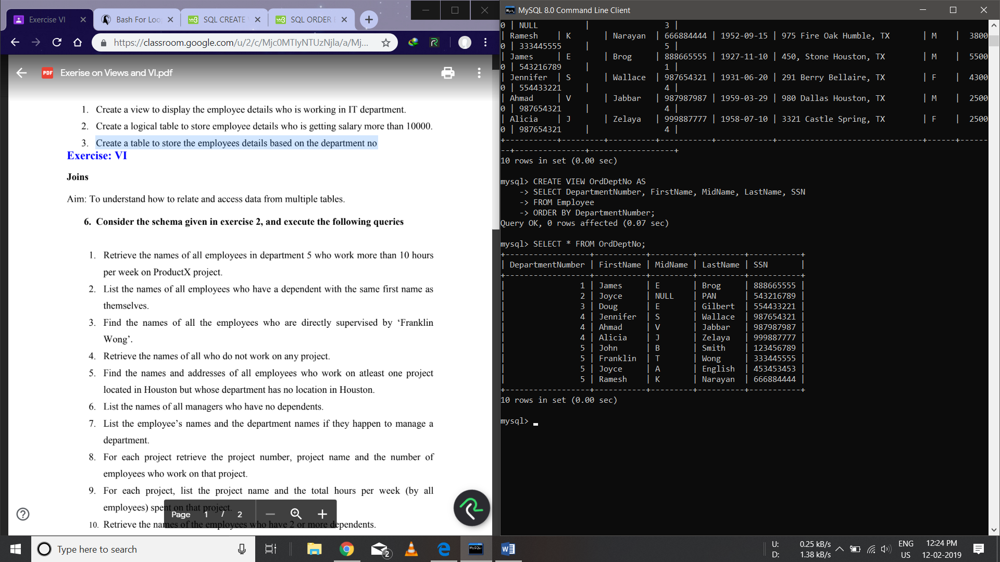 Exercise VI
Bash For Loo
SQL CREATE
SQL ORDER
https://classroom.google.com/u/2/c/Mjc0MTIyNTUzNjla/a/Mj...
PDF Exerise on Views and VI.pdf
1. Create a view to display the employee details who is working in IT department.
2. Create a logical table to store employee details who is getting salary more than 10000.
3. Create a table to store the employees details based on the department no
Exercise: VI
Joins
Aim: To understand how to relate and access data from multiple tables.
6. Consider the schema given in exercise 2, and execute the following queries
1. Retrieve the names of all employees in department 5 who work more than 10 hours
per week on ProductX project.
2. List the names of all employees who have a dependent with the same first name as
themselves.
3. Find the names of all the employees who are directly supervised by ‘Franklin
Wong’.
4. Retrieve the names of all who do not work on any project.
5. Find the names and addresses of all employees who work on atleast one project
located in Houston but whose department has no location in Houston.
6. List the names of all managers who have no dependents.
7. List the employee’s names and the department names if they happen to manage a
department.
8. For each project retrieve the project number, project name and the number of
employees who work on that project.
9. For each project, list the project name and the total hours per week (by all
employees) spent on that project.
10. Retrieve the names of the employees who have 2 or more dependents.
Page 1 / 2
MySQL 8.0 Command Line Client
0 | NULL | 3 |
| Ramesh | K | Narayan | 666884444 | 1952-09-15 | 975 Fire Oak Humble, TX | M | 3800
0 | 333445555 | 5 |
| James | E | Brog | 888665555 | 1927-11-10 | 450, Stone Houston, TX | M | 5500
0 | 543216789 | 1 |
| Jennifer | S | Wallace | 987654321 | 1931-06-20 | 291 Berry Bellaire, TX | F | 4300
0 | 554433221 | 4 |
| Ahmad | V | Jabbar | 987987987 | 1959-03-29 | 980 Dallas Houston, TX | M | 2500
0 | 987654321 | 4 |
| Alicia | J | Zelaya | 999887777 | 1958-07-10 | 3321 Castle Spring, TX | F | 2500
0 | 987654321 | 4 |
10 rows in set (0.00 sec)
mysql> CREATE VIEW OrdDeptNo AS
-> SELECT DepartmentNumber, FirstName, MidName, LastName, SSN
-> FROM Employee
-> ORDER BY DepartmentNumber;
Query OK, 0 rows affected (0.07 sec)
mysql> SELECT * FROM OrdDeptNo;
| DepartmentNumber | FirstName | MidName | LastName | SSN |
| 1 | James | E | Brog | 888665555 |
| 2 | Joyce | NULL | PAN | 543216789 |
| 3 | Doug | E | Gilbert | 554433221 |
| 4 | Jennifer | S | Wallace | 987654321 |
| 4 | Ahmad | V | Jabbar | 987987987 |
| 4 | Alicia | J | Zelaya | 999887777 |
| 5 | John | B | Smith | 123456789 |
| 5 | Franklin | T | Wong | 333445555 |
| 5 | Joyce | A | English | 453453453 |
| 5 | Ramesh | K | Narayan | 666884444 |
10 rows in set (0.00 sec)
mysql>
Type here to search
2
U: 0.25 kB/s
D: 1.38 kB/s
ENG
US
12:24 PM
12-02-2019